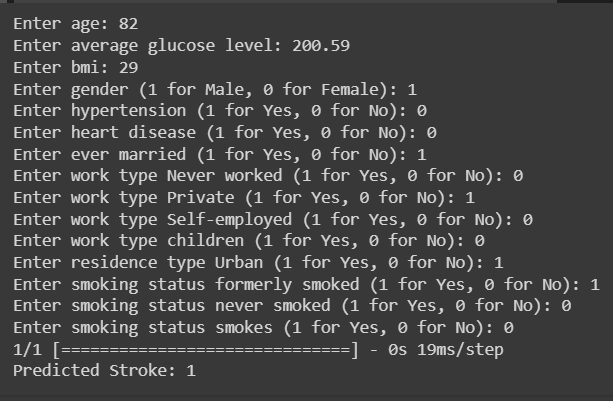 Enter age: 82
Enter average glucose level: 200.59
Enter bmi: 29
Enter gender (1 for Male, 0 for Female): 1
Enter hypertension (1 for Yes, 0 for No): 0
Enter heart disease (1 for Yes, 0 for No): 0
Enter ever married (1 for Yes, 0 for No): 1
Enter work type Never worked (1 for Yes, 0 for No): 0
Enter work type Private (1 for Yes, 0 for No): 1
Enter work type Self-employed (1 for Yes, 0 for No): 0
Enter work type children (1 for Yes, 0 for No): 0
Enter residence type Urban (1 for Yes, 0 for No): 1
Enter smoking status formerly smoked (1 for Yes, 0 for No): 1
Enter smoking status never smoked (1 for Yes, 0 for No): 0
Enter smoking status smokes (1 for Yes, 0 for No): 0
1/1 [==============================] - 0s 19ms/step
Predicted Stroke: 1